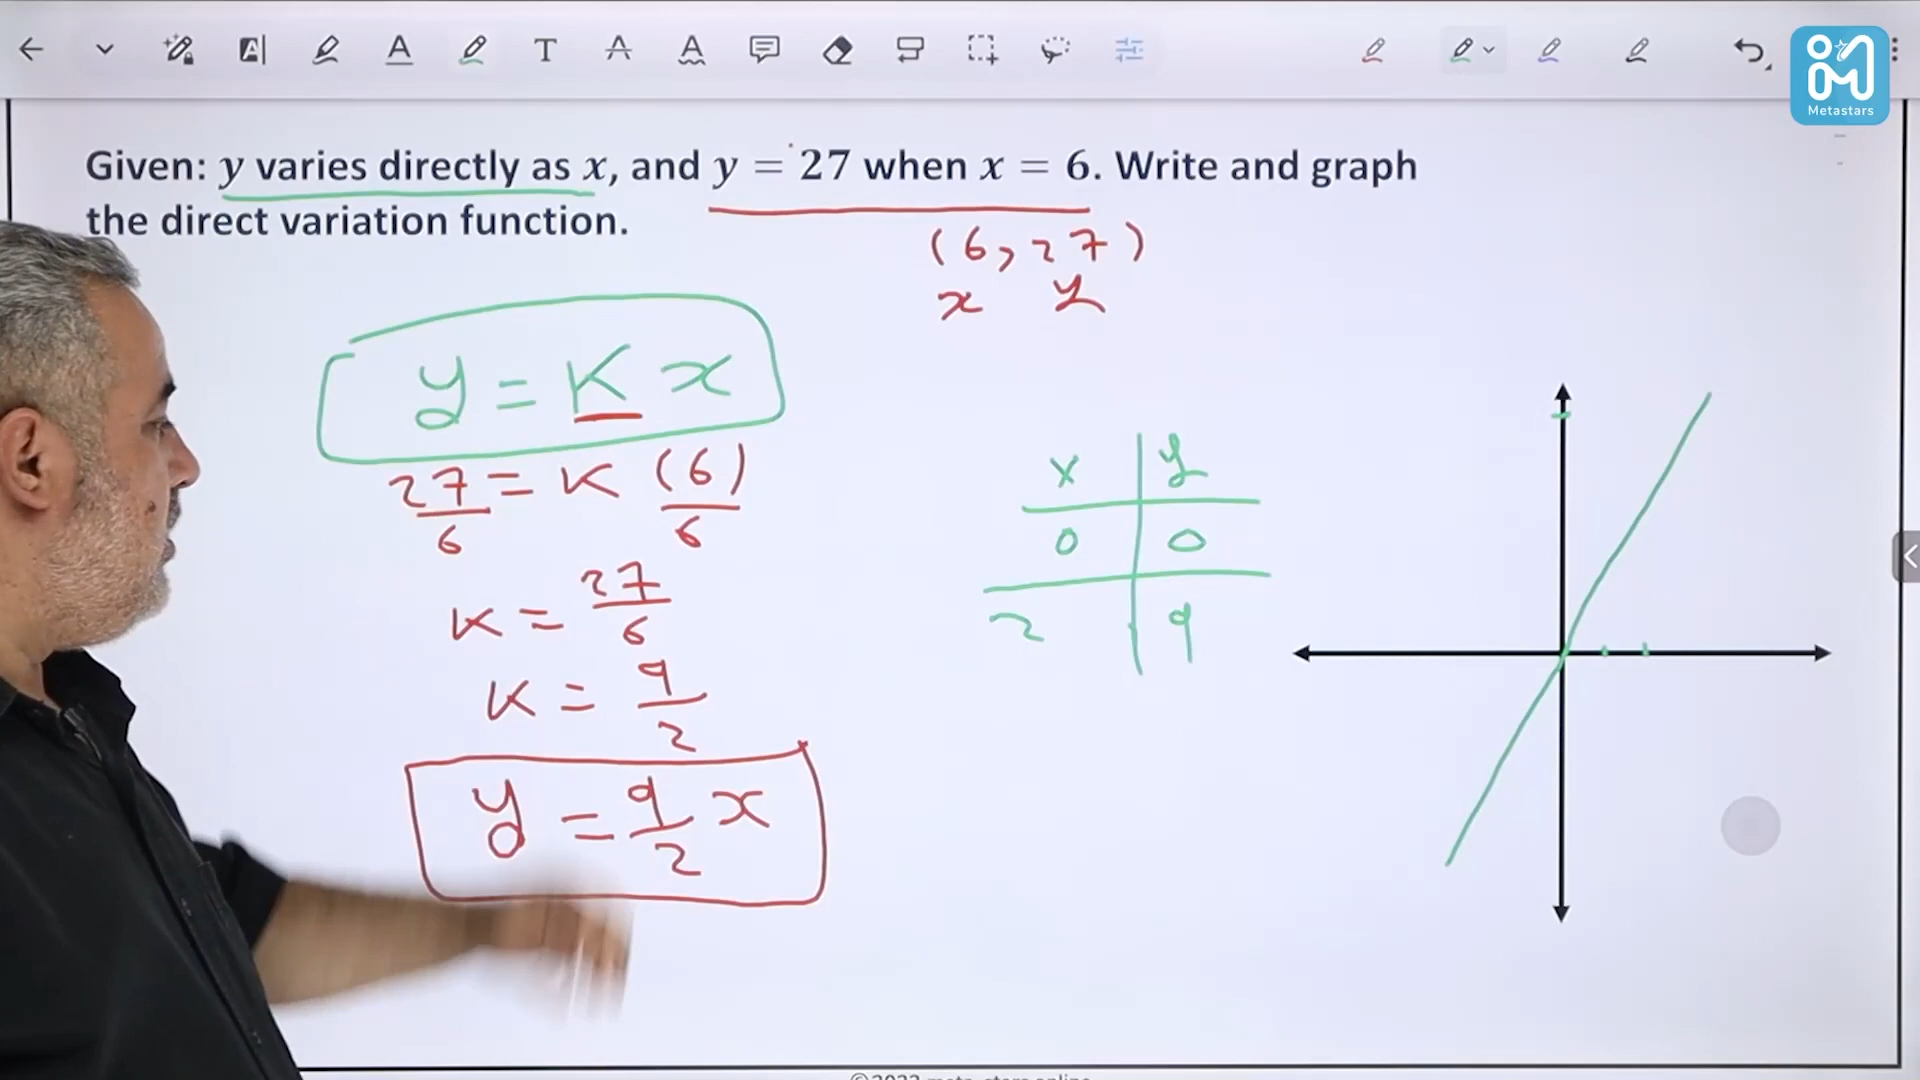 Metastars
Given: y varies directly as x, and y = 27 when x = 6. Write and graph
the direct variation function.
(6, 27)
x y
y = K x
27/6 = K (6)/6
K = 27/6
K = 9/2
y = 9/2 x
x y
0 0
2 9